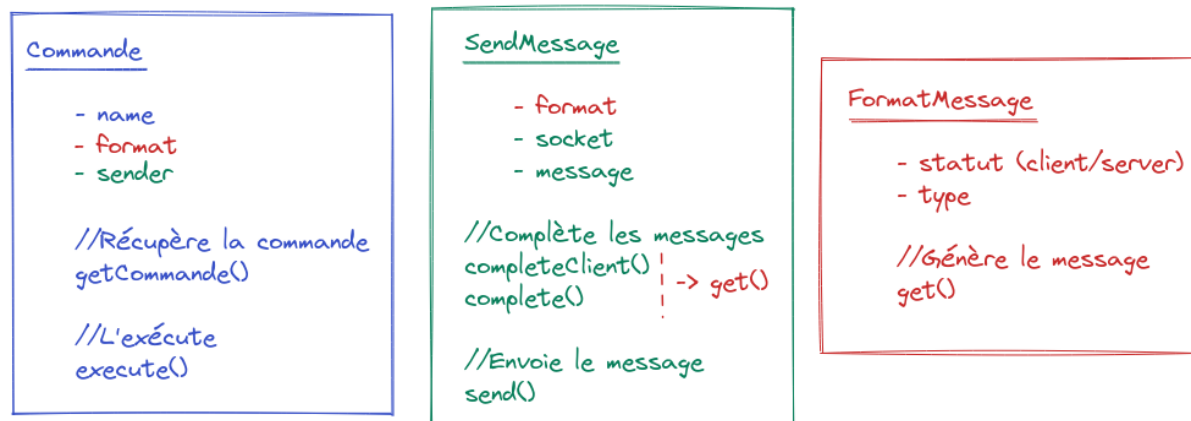 Commande
- name
- format
- sender
//Récupère la commande
getCommande()
//L'exécute
execute()
SendMessage
- format
- socket
- message
//Complète les messages
completeClient()
complete()
-> get()
//Envoie le message
send()
FormatMessage
- statut (client/server)
- type
//Génère le message
get()